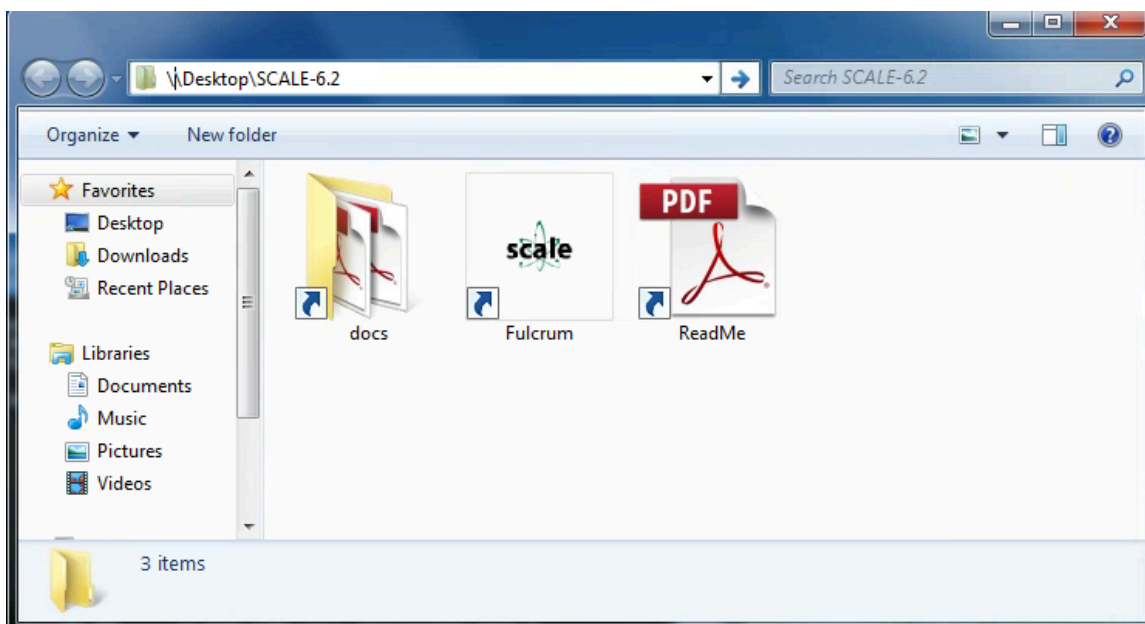 \\Desktop\SCALE-6.2
Search SCALE-6.2
Organize
New folder
Favorites
Desktop
Downloads
Recent Places
Libraries
Documents
Music
Pictures
Videos
PDF
scale
docs
Fulcrum
ReadMe
3 items